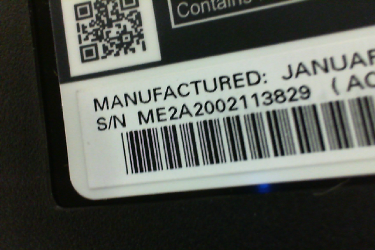 Contains
MANUFACTURED: JANUAR
S/N ME2A2002113829 (AC